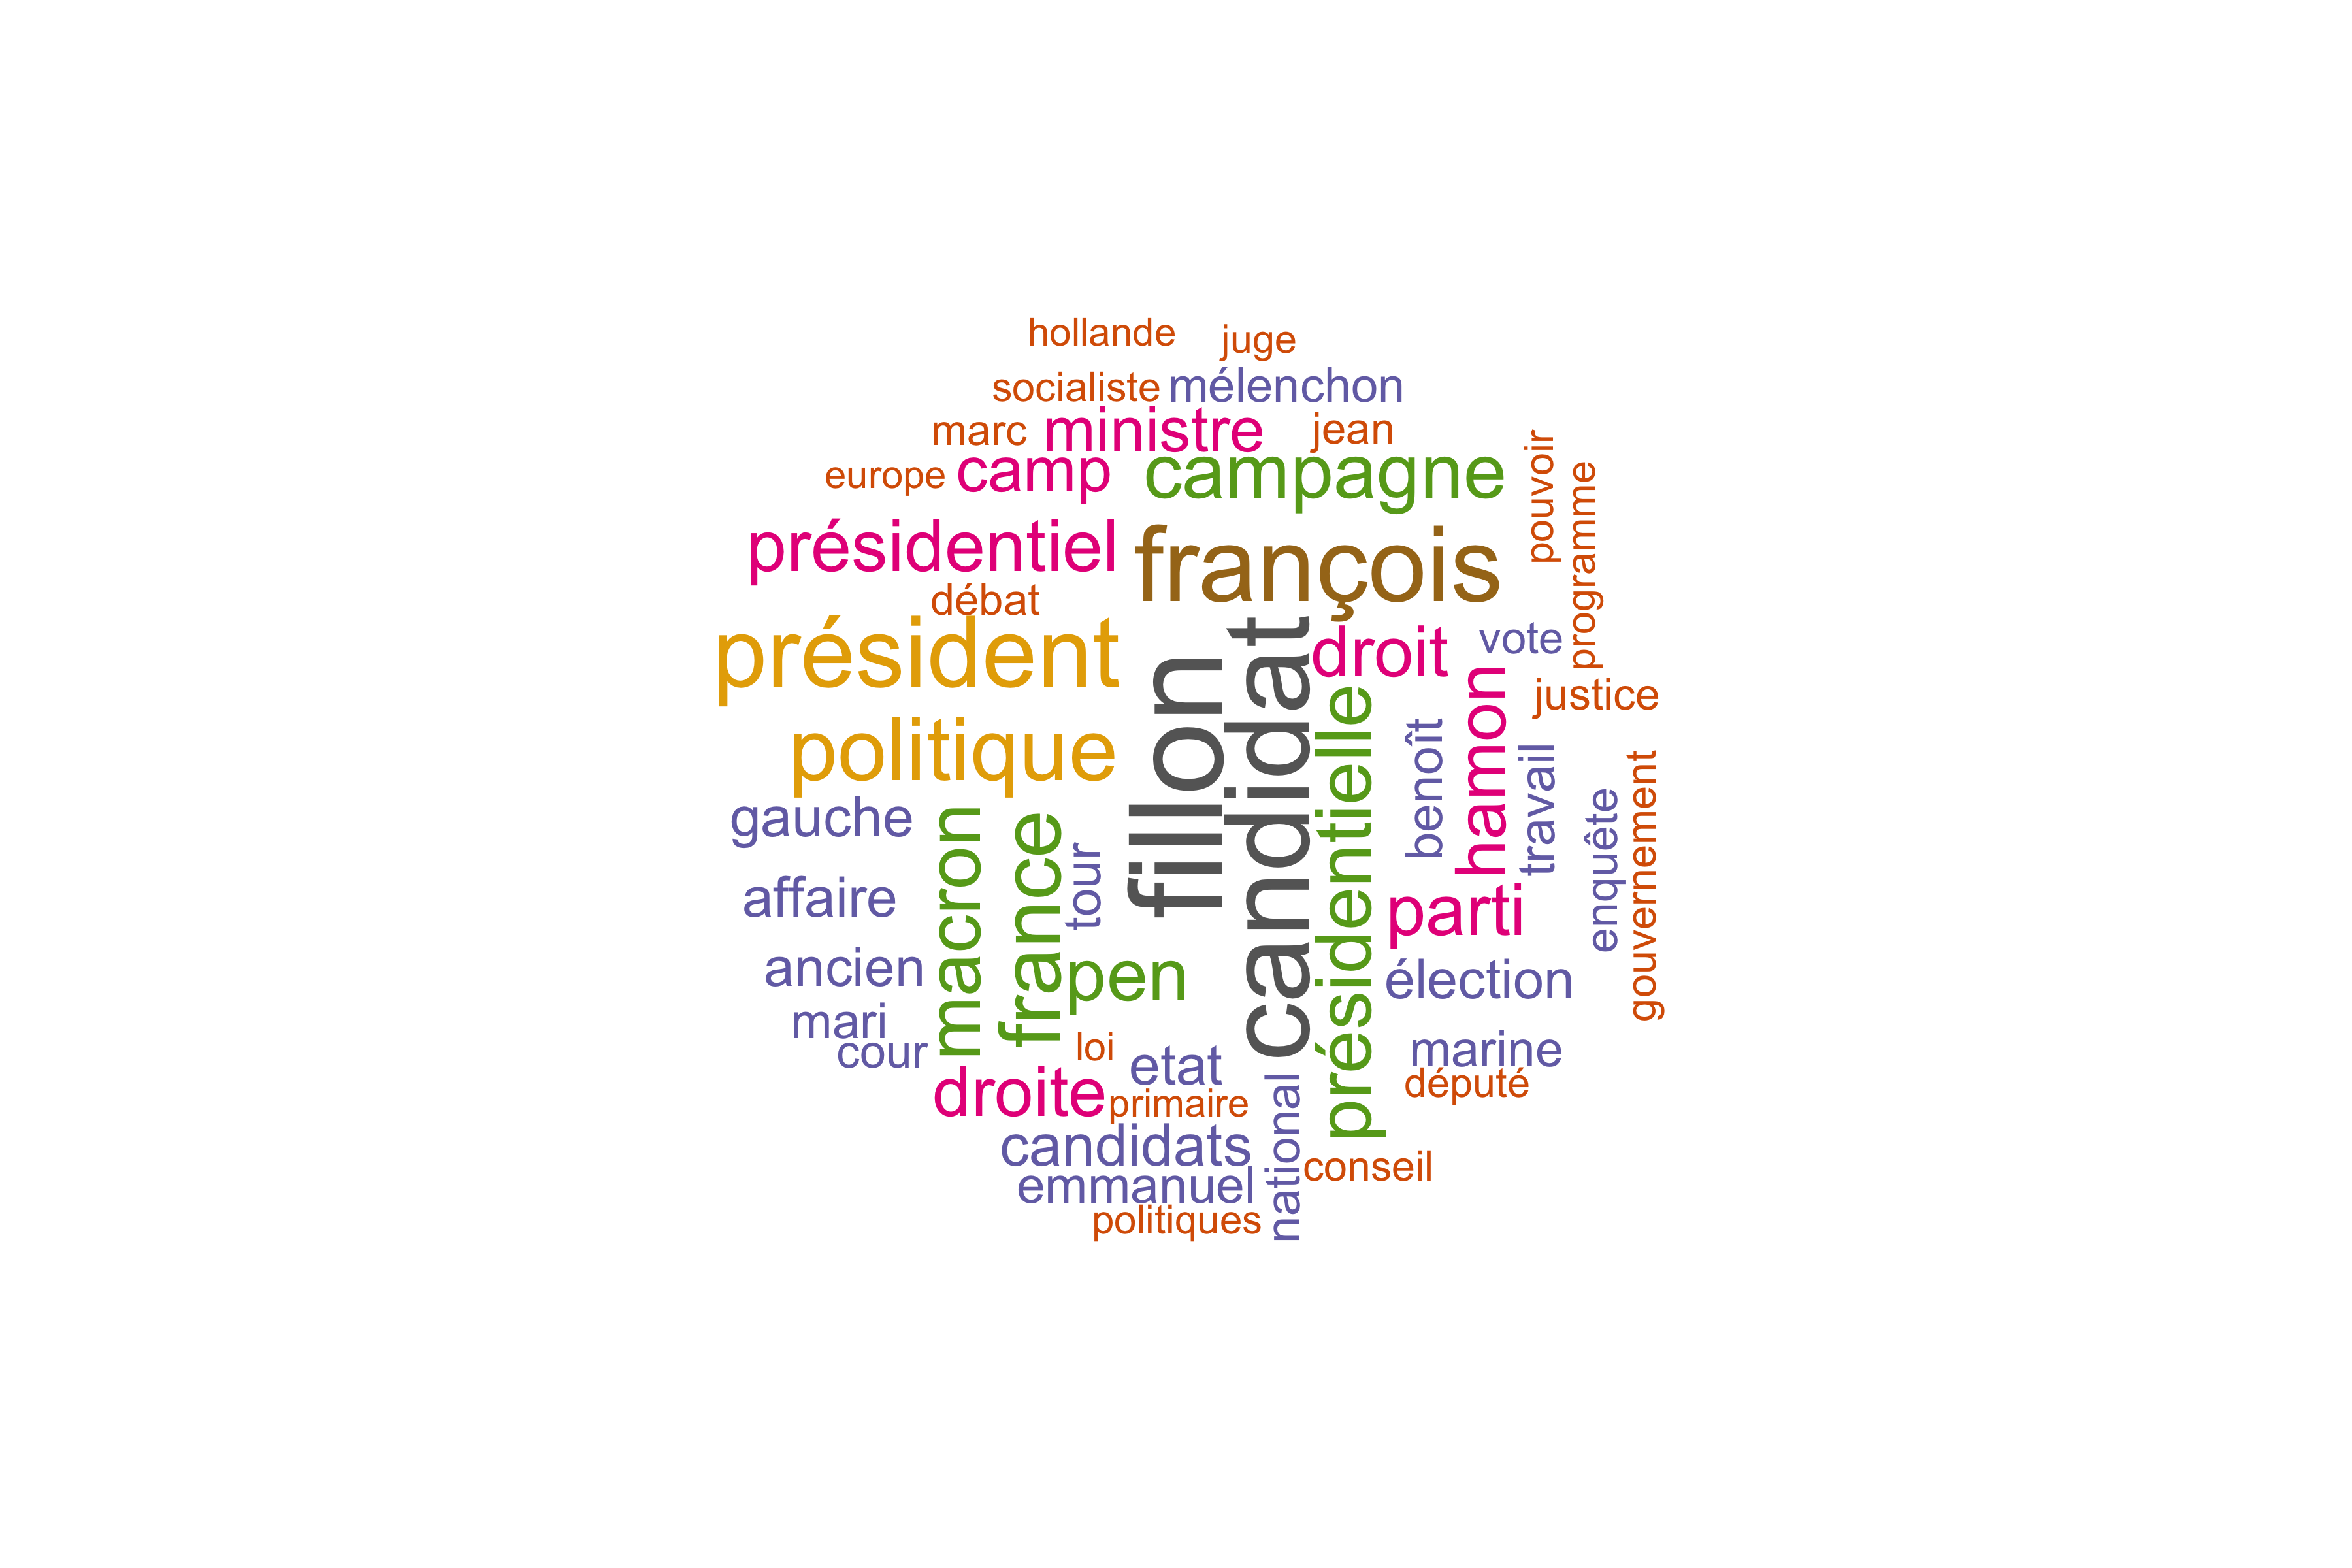 hollande
juge
socialiste
mélenchon
marc
ministre
jean
europe
camp
campagne
pouvoir
programme
présidentiel
françois
débat
président
droit
vote
justice
fillon
candidat
politique
présidentielle
benoît
hamon
travail
gauche
macron
france
tour
enquête
gouvernement
affaire
parti
ancien
pen
élection
mari
cour
loi
etat
marine
député
droite
primaire
candidats
national
conseil
emmanuel
politiques